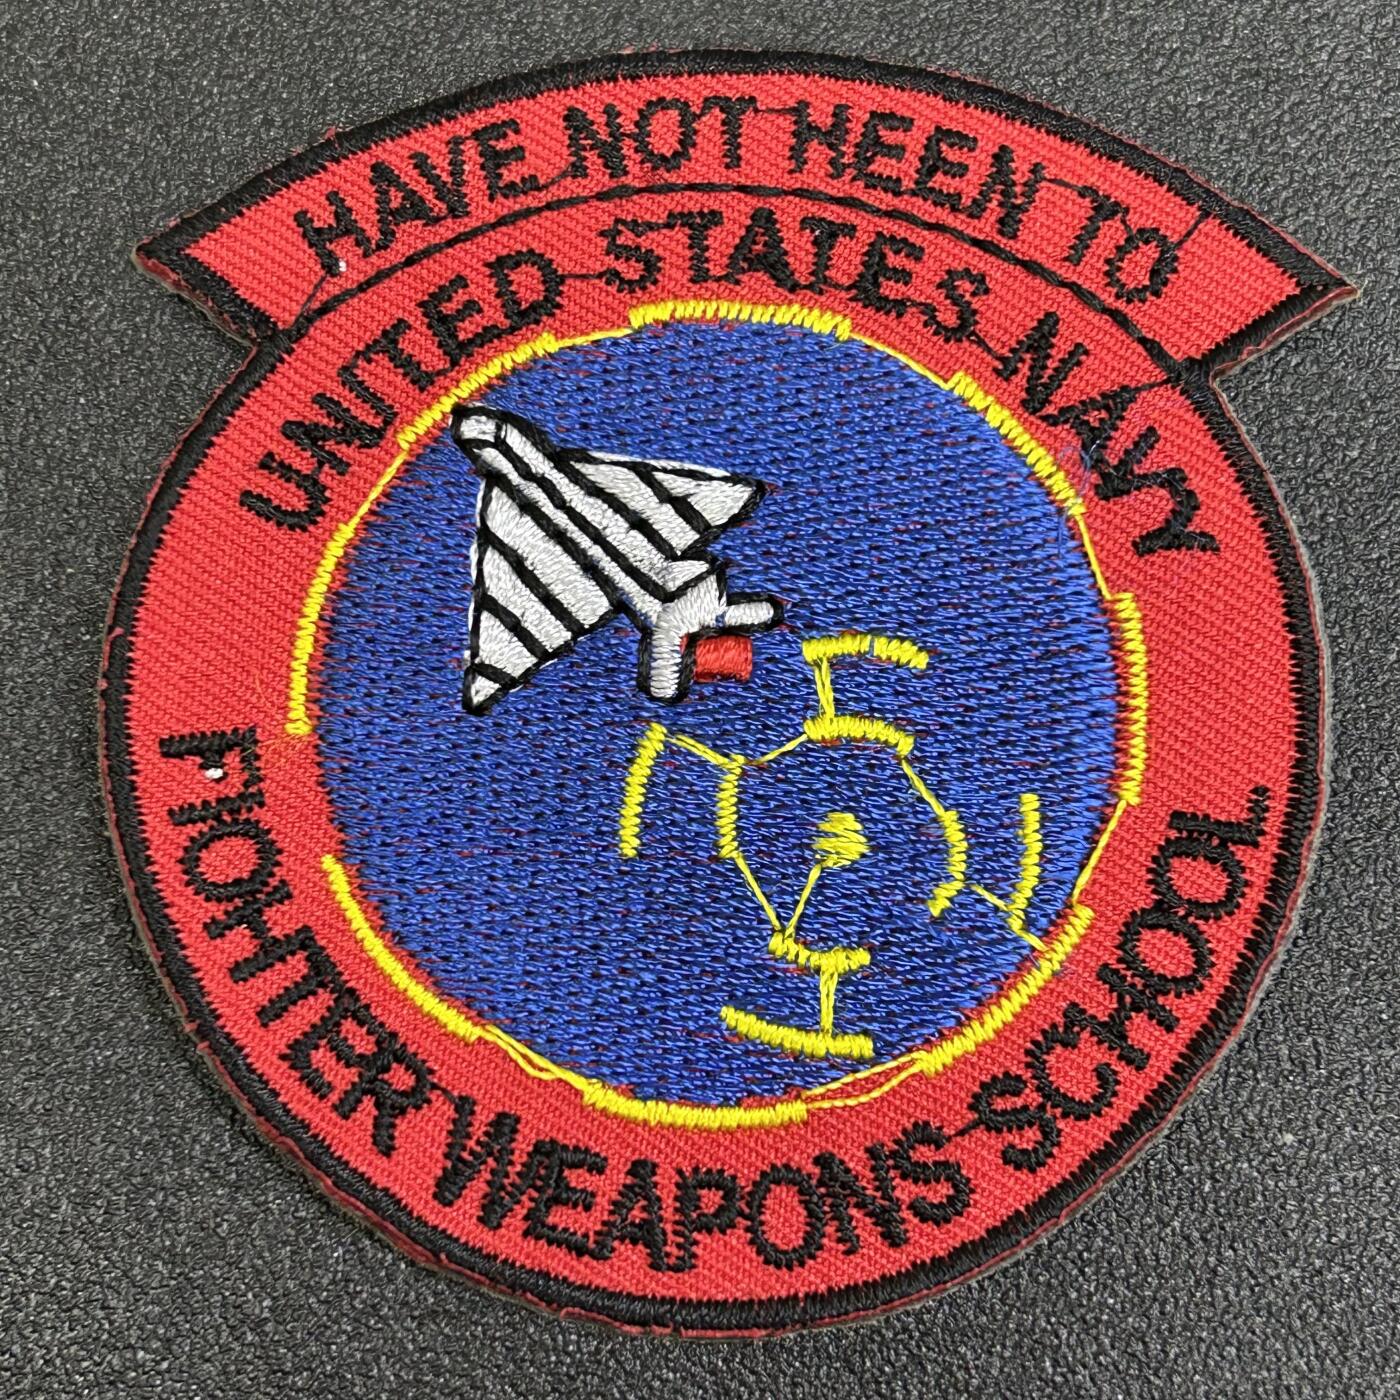 HAVE NOT HEEN TO
UNITED STATES NAVY
FIOHTER WEAPONS SCHOOL